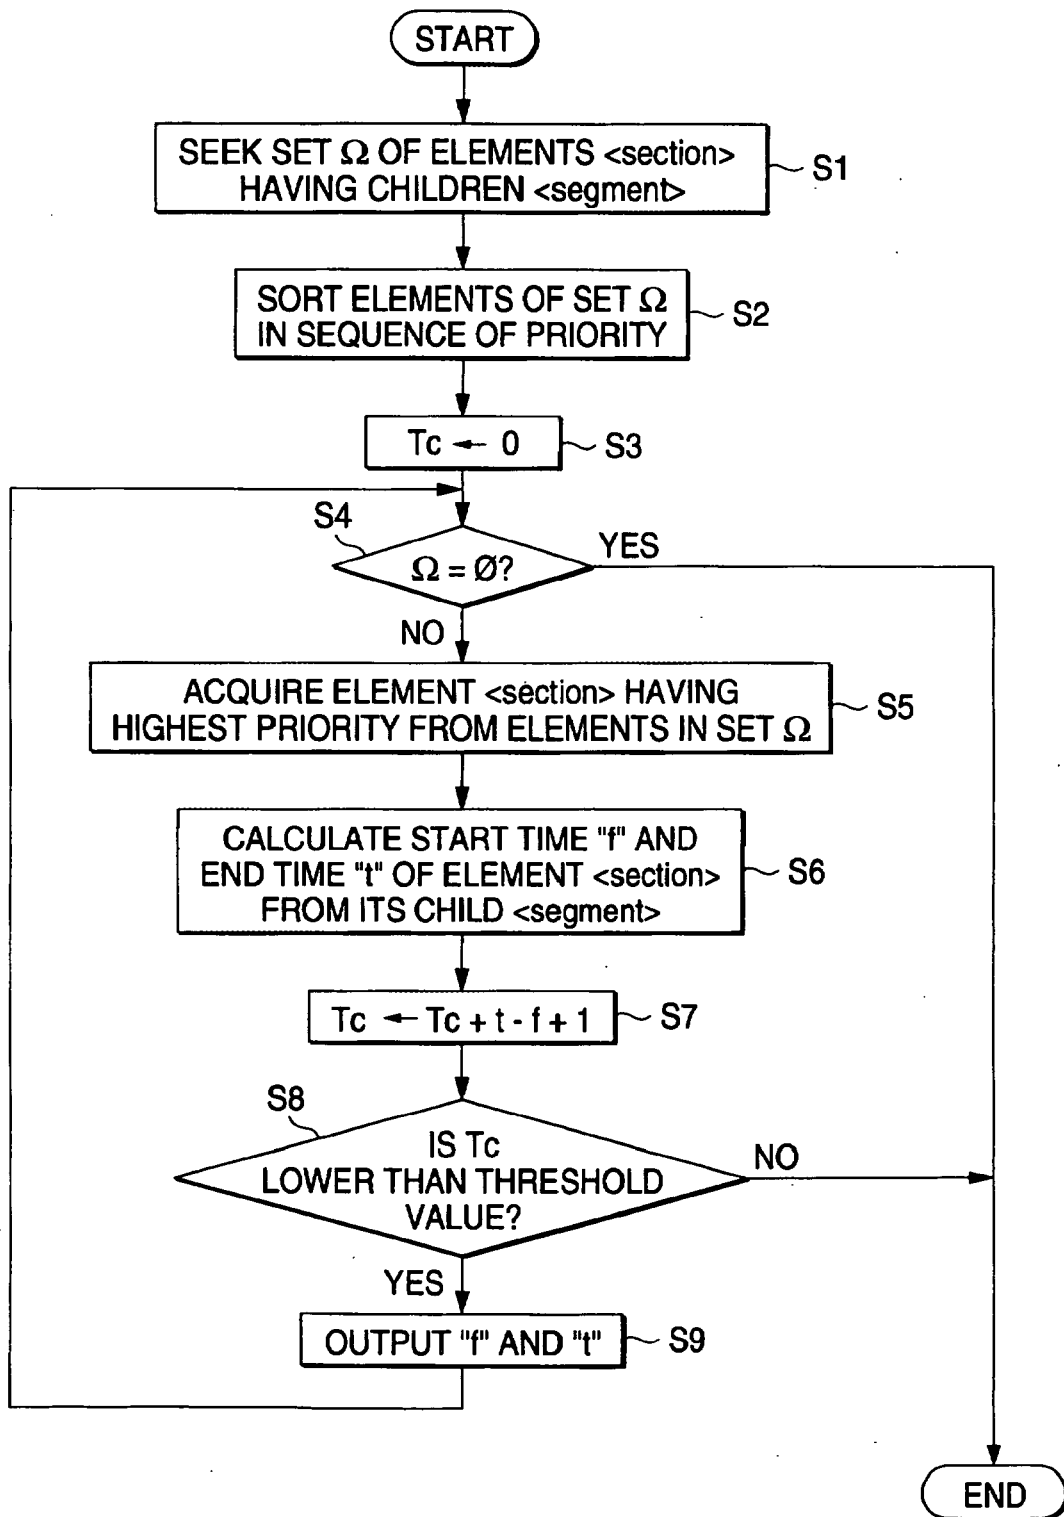 START
SEEK SET Ω OF ELEMENTS <section>
HAVING CHILDREN <segment>
S1
SORT ELEMENTS OF SET Ω
IN SEQUENCE OF PRIORITY
S2
Tc ← 0
S3
S4
Ω = Ø?
YES
NO
ACQUIRE ELEMENT <section> HAVING
HIGHEST PRIORITY FROM ELEMENTS IN SET Ω
S5
CALCULATE START TIME "f" AND
END TIME "t" OF ELEMENT <section>
FROM ITS CHILD <segment>
S6
Tc ← Tc + t - f + 1
S7
S8
IS Tc
LOWER THAN THRESHOLD
VALUE?
NO
YES
OUTPUT "f" AND "t"
S9
END